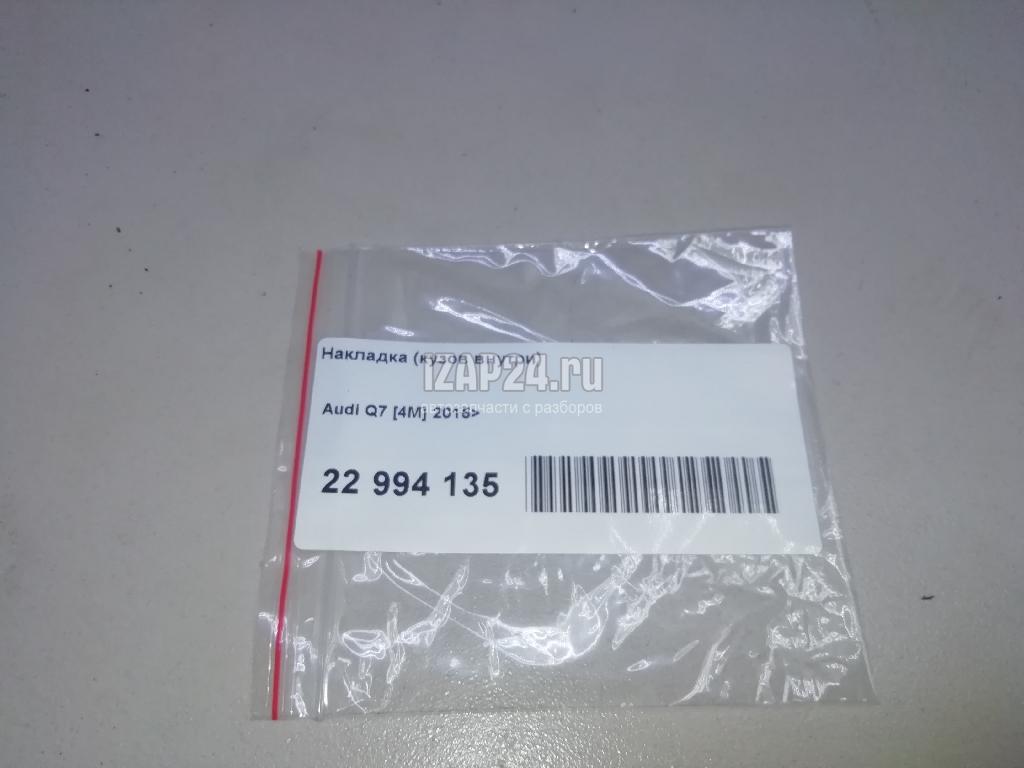 Накладка (кузов внутри)
IZAP24.ru
автозапчасти с разборов
Audi Q7 [4M] 2015>
22 994 135